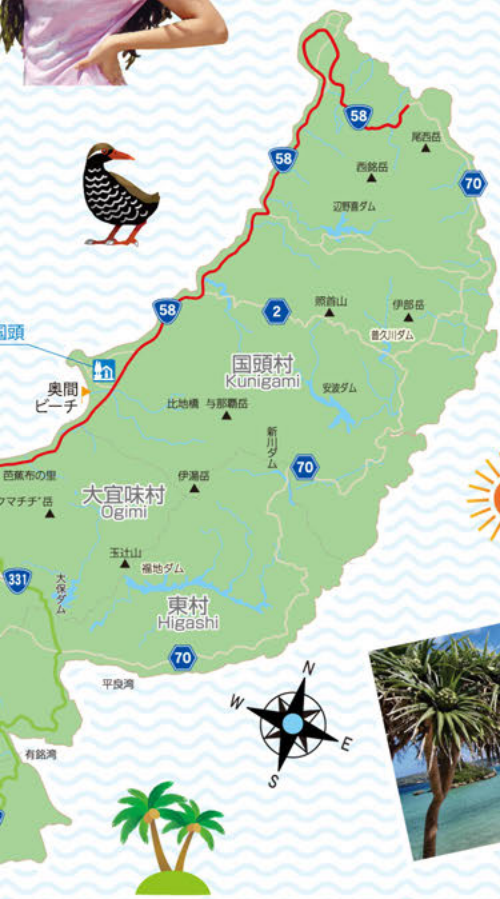 58
尾西岳
58
西銘岳
70
辺野喜ダム
58
2
照首山
伊部岳
普久川ダム
国頭村
Kunigami
安波ダム
奥間
ビーチ
比地橋 与那覇岳
新川ダム
70
芭蕉布の里
伊湯岳
大宜味村
Ogimi
玉辻山
福地ダム
331
大保ダム
東村
Higashi
70
平良湾
N
W
E
S
有銘湾